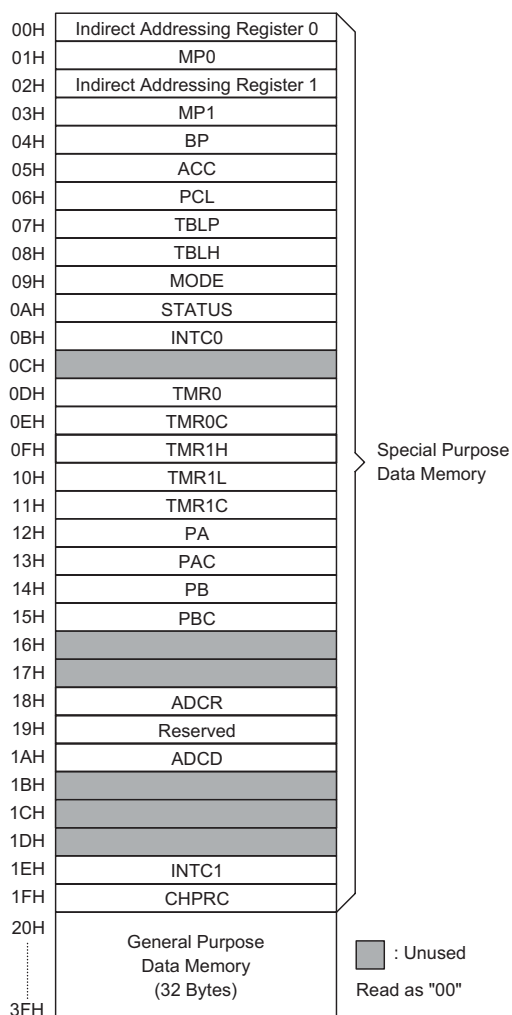 00H Indirect Addressing Register 0
01H MP0
02H Indirect Addressing Register 1
03H MP1
04H BP
05H ACC
06H PCL
07H TBLP
08H TBLH
09H MODE
0AH STATUS
0BH INTC0
0CH
0DH TMR0
0EH TMR0C
0FH TMR1H
10H TMR1L
11H TMR1C
12H PA
13H PAC
14H PB
15H PBC
16H
17H
18H ADCR
19H Reserved
1AH ADCD
1BH
1CH
1DH
1EH INTC1
1FH CHPRC
Special Purpose
Data Memory
20H
General Purpose
Data Memory
(32 Bytes)
3FH
: Unused
Read as "00"